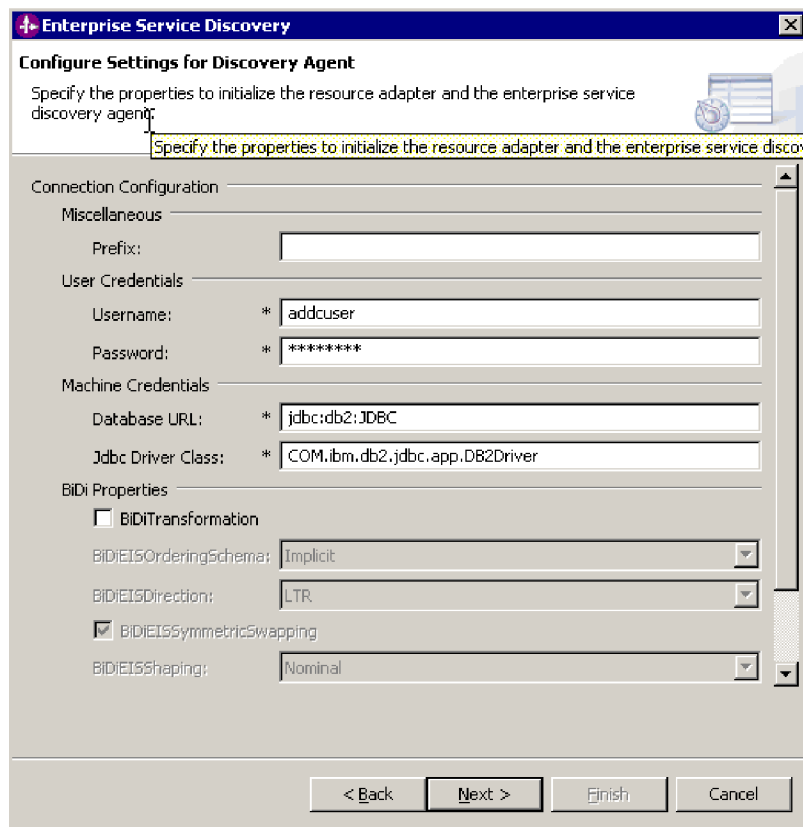 Enterprise Service Discovery
Configure Settings for Discovery Agent
Specify the properties to initialize the resource adapter and the enterprise service
discovery agent.
Specify the properties to initialize the resource adapter and the enterprise service disco
Connection Configuration
Miscellaneous
Prefix:
User Credentials
Username: * addcuser
Password: * ********
Machine Credentials
Database URL: * jdbc:db2:JDBC
Jdbc Driver Class: * COM.ibm.db2.jdbc.app.DB2Driver
BiDi Properties
BiDiTransformation
BiDiEISOrderingSchema: Implicit
BiDiEISDirection: LTR
BiDiEISSymmetricSwapping
BiDiEISShaping: Nominal
< Back Next > Finish Cancel